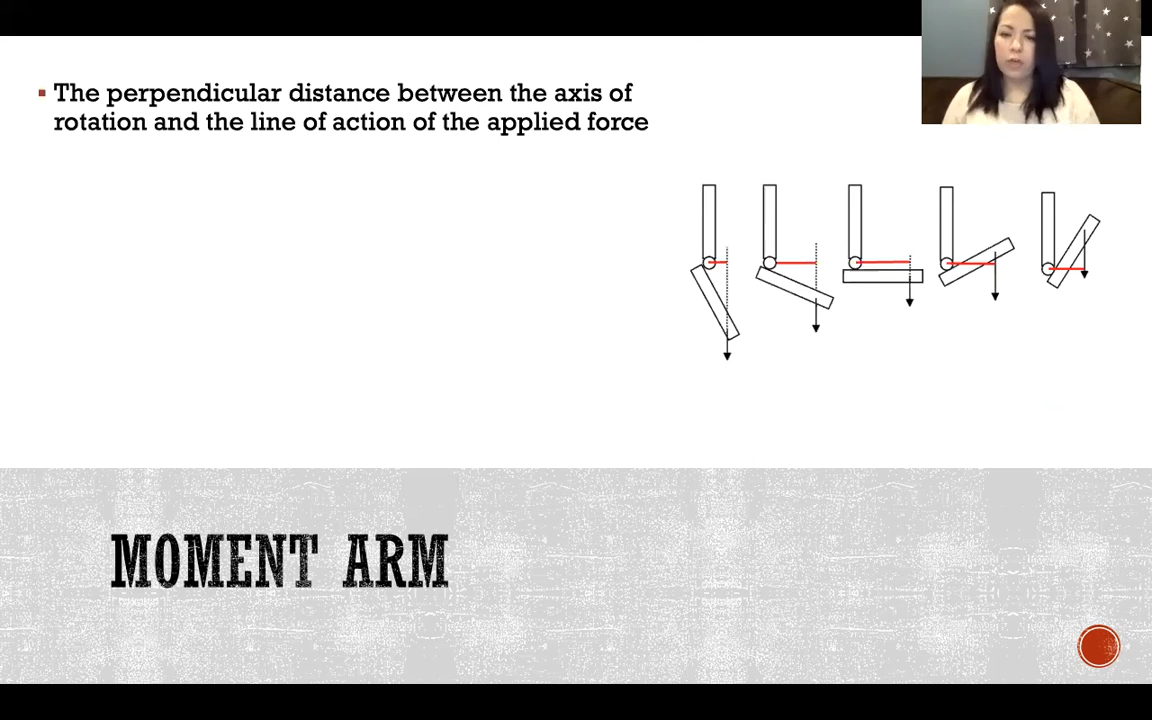 The perpendicular distance between the axis of
rotation and the line of action of the applied force
MOMENT ARM